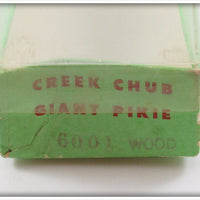 CREEK CHUB
GIANT PIKIE
6001 WOOD